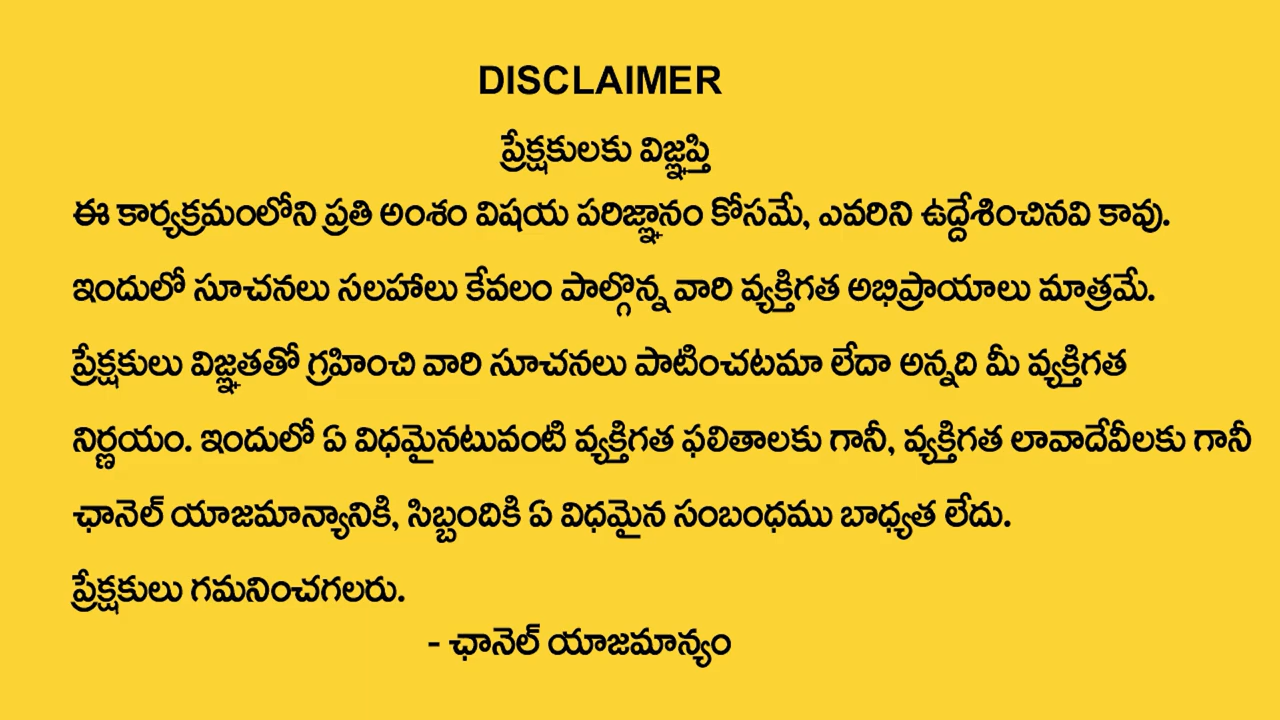 DISCLAIMER
ప్రేక్షకులకు విజ్ఞప్తి
ఈ కార్యక్రమంలోని ప్రతి అంశం విషయ పరిజ్ఞానం కోసమే, ఎవరిని ఉద్దేశించినవి కావు.
ఇందులో సూచనలు సలహాలు కేవలం పాల్గొన్న వారి వ్యక్తిగత అభిప్రాయాలు మాత్రమే.
ప్రేక్షకులు విజ్ఞతతో గ్రహించి వారి సూచనలు పాటించటమా లేదా అన్నది మీ వ్యక్తిగత
నిర్ణయం. ఇందులో ఏ విధమైనటువంటి వ్యక్తిగత ఫలితాలకు గానీ, వ్యక్తిగత లావాదేవీలకు గానీ
ఛానెల్ యాజమాన్యానికి, సిబ్బందికి ఏ విధమైన సంబంధము బాధ్యత లేదు.
ప్రేక్షకులు గమనించగలరు.
- ఛానెల్ యాజమాన్యం